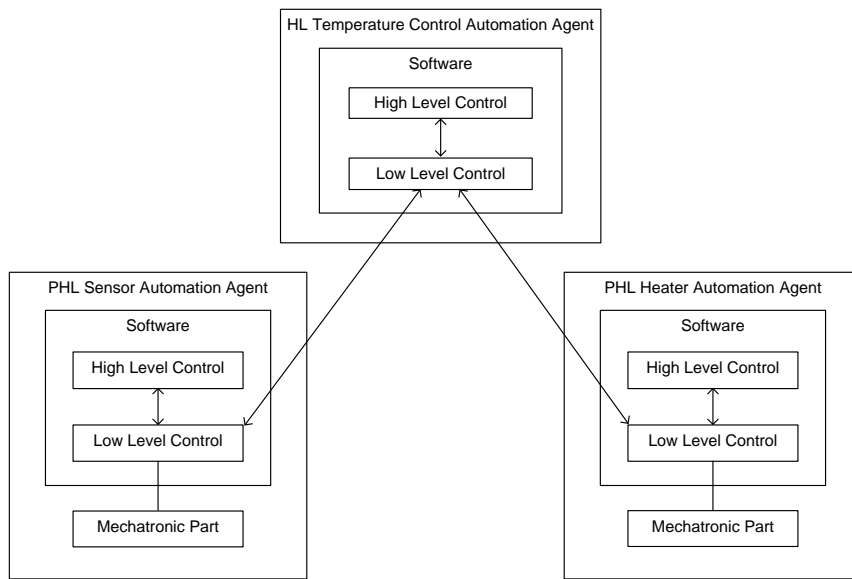 HL Temperature Control Automation Agent
Software
High Level Control
Low Level Control
PHL Sensor Automation Agent
Software
High Level Control
Low Level Control
Mechatronic Part
PHL Heater Automation Agent
Software
High Level Control
Low Level Control
Mechatronic Part